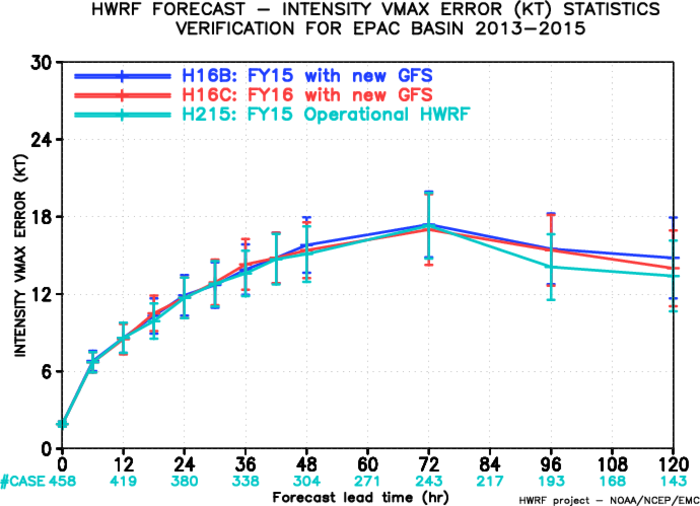 HWRF FORECAST – INTENSITY VMAX ERROR (KT) STATISTICS
VERIFICATION FOR EPAC BASIN 2013–2015
INTENSITY VMAX ERROR (KT)
30
24
18
12
6
0
H16B: FY15 with new GFS
H16C: FY16 with new GFS
H215: FY15 Operational HWRF
0 12 24 36 48 60 72 84 96 108 120
#CASE 458 419 380 338 304 271 243 217 193 168 143
Forecast lead time (hr)
HWRF project – NOAA/NCEP/EMC